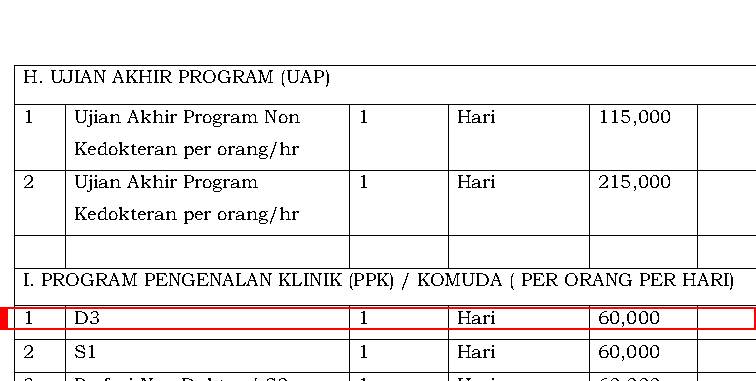 H. UJIAN AKHIR PROGRAM (UAP)
1 Ujian Akhir Program Non 1 Hari 115,000
Kedokteran per orang/hr
2 Ujian Akhir Program 1 Hari 215,000
Kedokteran per orang/hr
I. PROGRAM PENGENALAN KLINIK (PPK) / KOMUDA ( PER ORANG PER HARI)
1 D3 1 Hari 60,000
2 S1 1 Hari 60,000